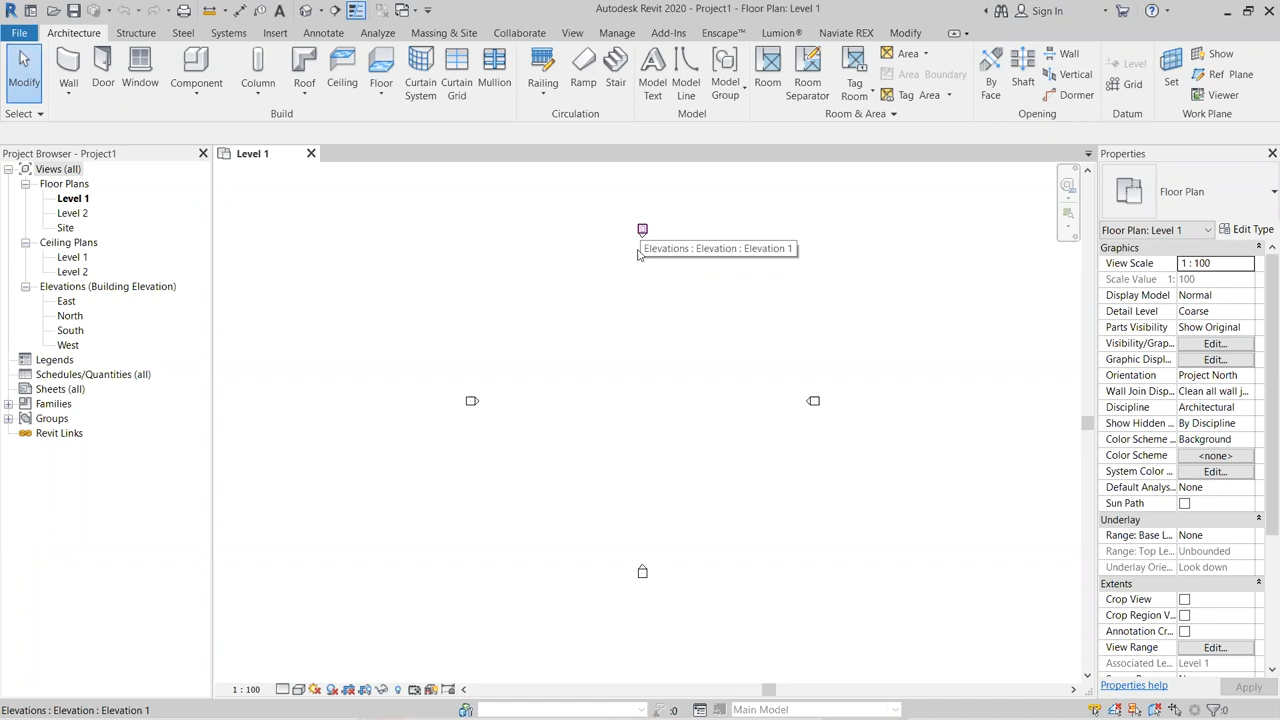 Autodesk Revit 2020 - Project1 - Floor Plan: Level 1
Sign In
File Architecture Structure Steel Systems Insert Annotate Analyze Massing & Site Collaborate View Manage Add-Ins Enscape™ Lumion® Naviate REX Modify
Modify Wall Door Window Component Column Roof Ceiling Floor Curtain System Curtain Grid Mullion Railing Ramp Stair Model Text Model Line Model Group Room Room Separator Tag Room
Area
Area Boundary
Tag Area
By Face Shaft
Wall
Vertical
Dormer
Level
Grid
Set
Show
Ref Plane
Viewer
Select Build Circulation Model Room & Area Opening Datum Work Plane
Project Browser - Project1
Views (all)
Floor Plans
Level 1
Level 2
Site
Ceiling Plans
Level 1
Level 2
Elevations (Building Elevation)
East
North
South
West
Legends
Schedules/Quantities (all)
Sheets (all)
Families
Groups
Revit Links
Level 1
Elevations : Elevation : Elevation 1
Properties
Floor Plan
Floor Plan: Level 1 Edit Type
Graphics
View Scale 1 : 100
Scale Value 1: 100
Display Model Normal
Detail Level Coarse
Parts Visibility Show Original
Visibility/Grap... Edit...
Graphic Displ... Edit...
Orientation Project North
Wall Join Disp... Clean all wall j...
Discipline Architectural
Show Hidden ... By Discipline
Color Scheme ... Background
Color Scheme <none>
System Color ... Edit...
Default Analys... None
Sun Path
Underlay
Range: Base L... None
Range: Top Le... Unbounded
Underlay Orie... Look down
Extents
Crop View
Crop Region V...
Annotation Cr...
View Range Edit...
Associated Le... Level 1
Properties help Apply
1 : 100
Elevations : Elevation : Elevation 1
:0
Main Model
:0